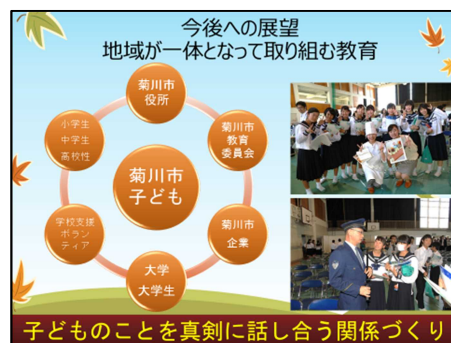 今後への展望
地域が一体となって取り組む教育
菊川市
役所
菊川市
教育
委員会
菊川市
企業
大学
大学生
学校支援
ボラン
ティア
小学生
中学生
高校性
菊川市
子ども
子どものことを真剣に話し合う関係づくり